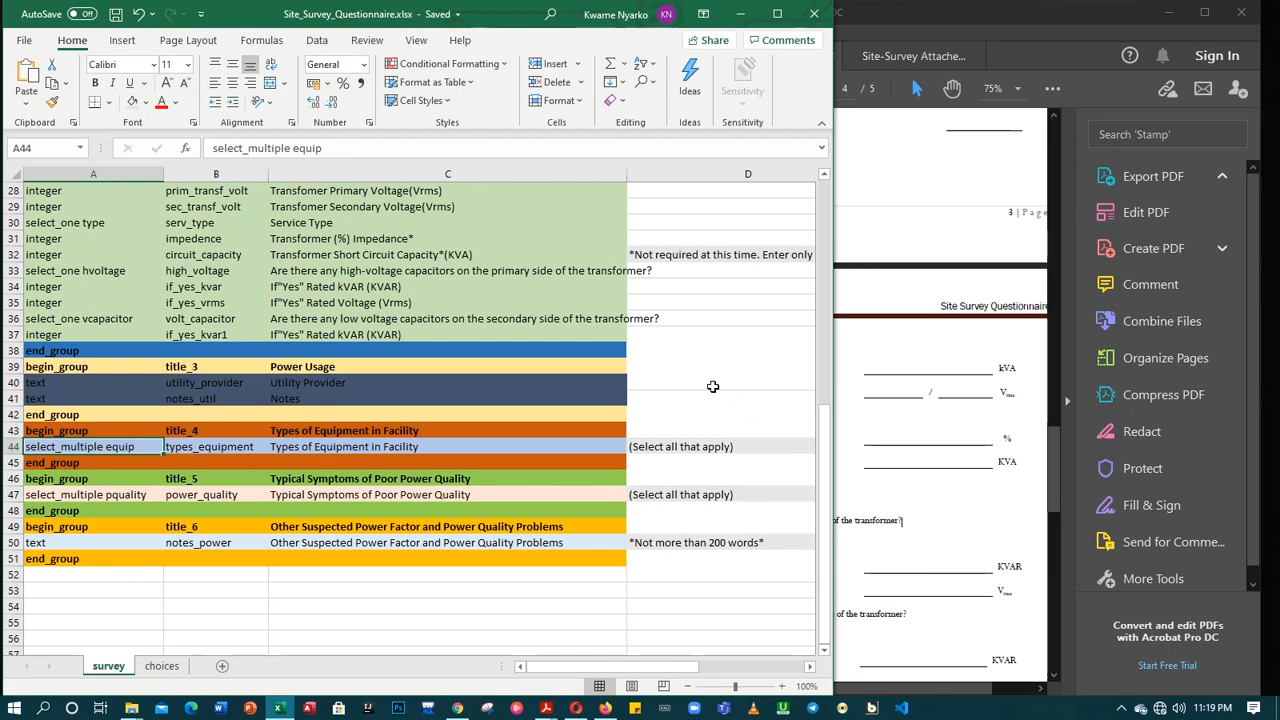 AutoSave Off Site_Survey_Questionnaire.xlsx - Saved Kwame Nyarko KN
File Home Insert Page Layout Formulas Data Review View Help Share Comments
Site-Survey Attache... Sign In
4 / 5 75%
Paste Calibri 11 General Conditional Formatting Format as Table Cell Styles Insert Delete Format Ideas Sensitivity
Clipboard Font Alignment Number Styles Cells Editing Ideas Sensitivity
A44 select_multiple equip
A B C D
28 integer prim_transf_volt Transfomer Primary Voltage(Vrms)
29 integer sec_transf_volt Transfomer Secondary Voltage(Vrms)
30 select_one type serv_type Service Type
31 integer impedence Transformer (%) Impedance*
32 integer circuit_capacity Transformer Short Circuit Capacity*(KVA) *Not required at this time. Enter only
33 select_one hvoltage high_voltage Are there any high-voltage capacitors on the primary side of the transformer?
34 integer if_yes_kvar If"Yes" Rated kVAR (KVAR)
35 integer if_yes_vrms If"Yes" Rated Voltage (Vrms)
36 select_one vcapacitor volt_capacitor Are there any low voltage capacitors on the secondary side of the transformer?
37 integer if_yes_kvar1 If"Yes" Rated kVAR (KVAR)
38 end_group
39 begin_group title_3 Power Usage
40 text utility_provider Utility Provider
41 text notes_util Notes
42 end_group
43 begin_group title_4 Types of Equipment in Facility
44 select_multiple equip types_equipment Types of Equipment in Facility (Select all that apply)
45 end_group
46 begin_group title_5 Typical Symptoms of Poor Power Quality
47 select_multiple pquality power_quality Typical Symptoms of Poor Power Quality (Select all that apply)
48 end_group
49 begin_group title_6 Other Suspected Power Factor and Power Quality Problems
50 text notes_power Other Suspected Power Factor and Power Quality Problems *Not more than 200 words*
51 end_group
52
53
54
55
56
57
survey choices
100%
3 | Page
Site Survey Questionnaire
kVA
/ Vrms
%
KVA
of the transformer?
KVAR
Vrms
of the transformer?
KVAR
Search 'Stamp'
Export PDF
Edit PDF
Create PDF
Comment
Combine Files
Organize Pages
Compress PDF
Redact
Protect
Fill & Sign
Send for Comme...
More Tools
Convert and edit PDFs
with Acrobat Pro DC
Start Free Trial
11:19 PM